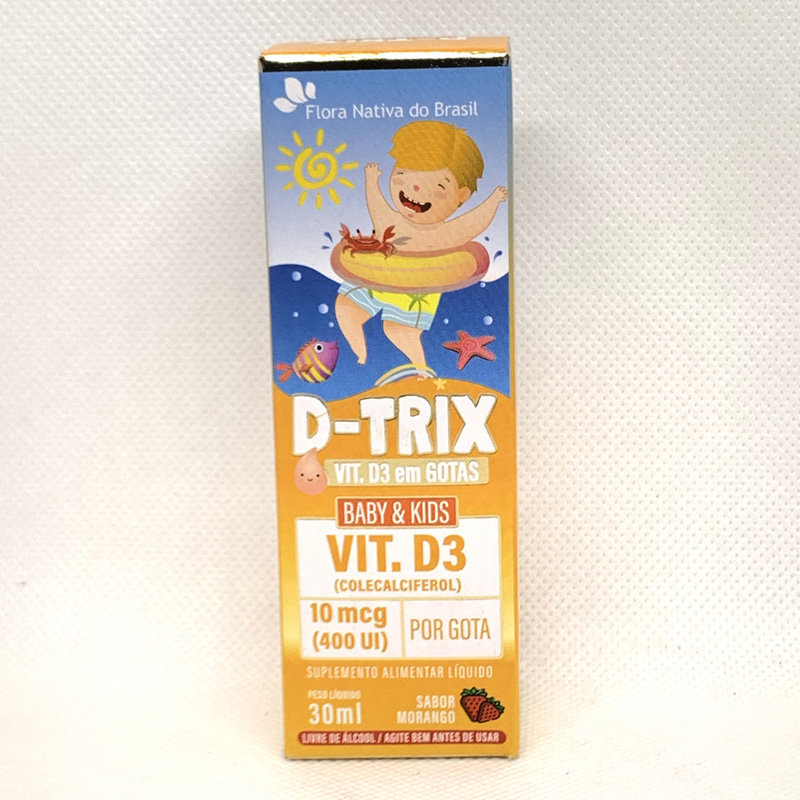 Flora Nativa do Brasil
D-TRIX
VIT. D3 em GOTAS
BABY & KIDS
VIT. D3
(COLECALCIFEROL)
10 mcg
(400 UI)
POR GOTA
SUPLEMENTO ALIMENTAR LÍQUIDO
PESO LÍQUIDO
30ml
SABOR
MORANGO
LIVRE DE ÁLCOOL / AGITE BEM ANTES DE USAR